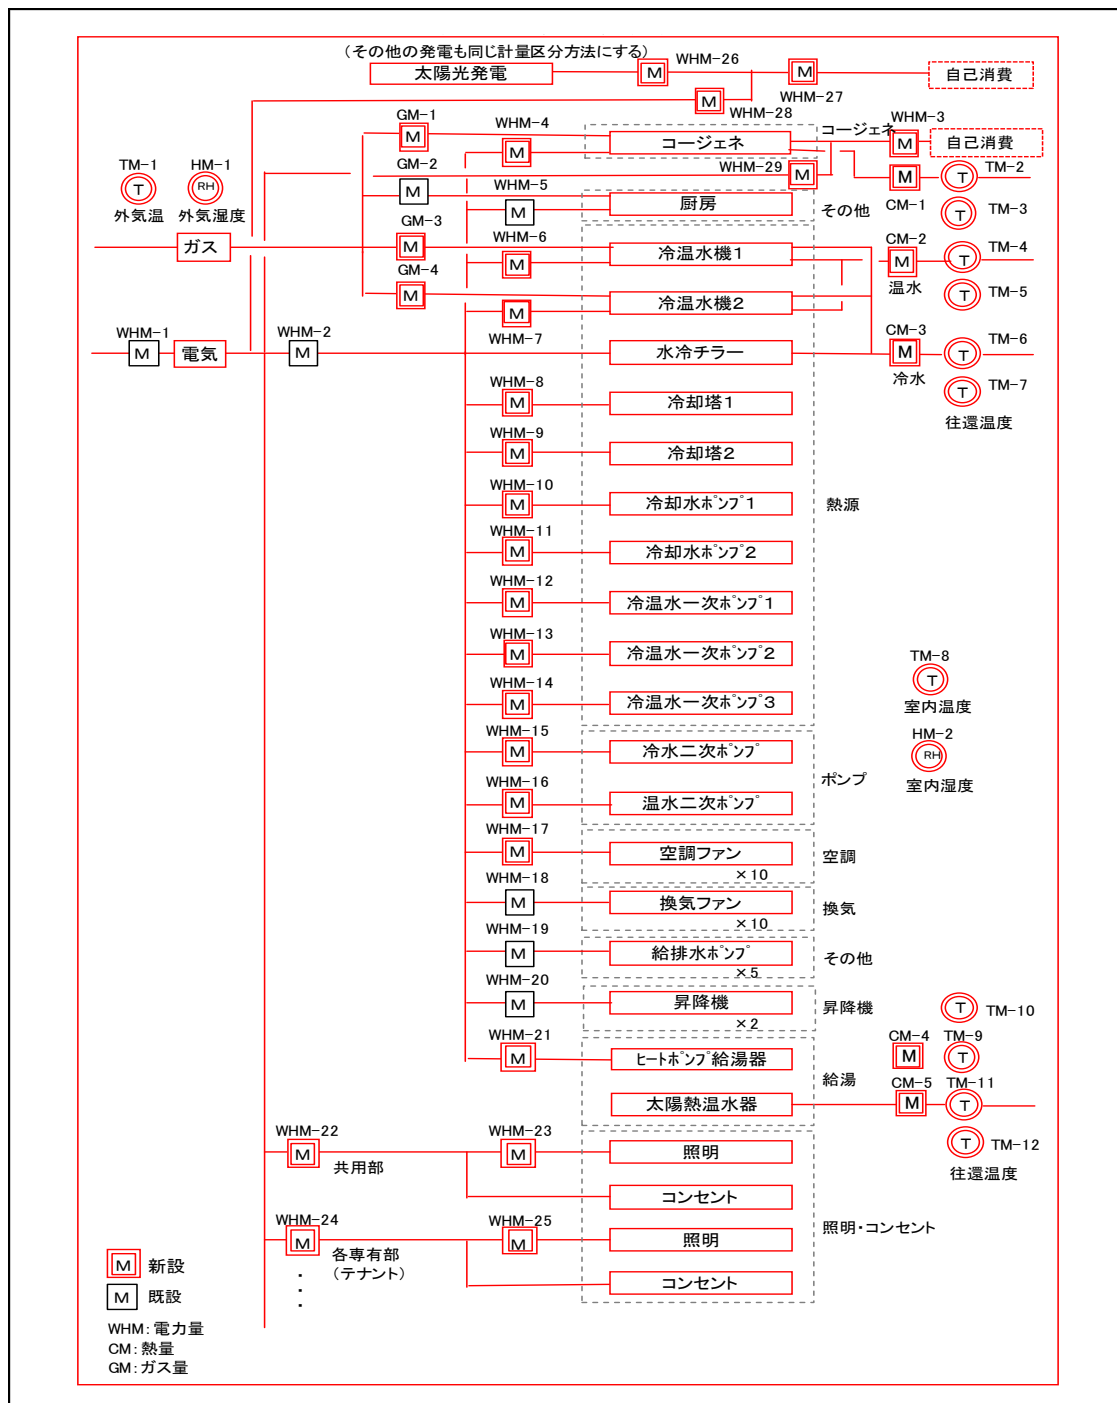 (その他の発電も同じ計量区分方法にする)
太陽光発電
M
WHM-26
M
WHM-27
自己消費
M
WHM-28
GM-1
M
WHM-4
M
コージェネ
コージェネ
WHM-3
M
自己消費
TM-1
T
外気温
HM-1
RH
外気湿度
GM-2
M
WHM-29
M
M
CM-1
T
TM-2
WHM-5
M
厨房
その他
T
TM-3
ガス
GM-3
M
WHM-6
M
冷温水機1
CM-2
M
温水
T
TM-4
GM-4
M
M
WHM-7
冷温水機2
T
TM-5
WHM-1
M
電気
WHM-2
M
水冷チラー
CM-3
M
冷水
T
TM-6
T
TM-7
往還温度
WHM-8
M
冷却塔1
WHM-9
M
冷却塔2
WHM-10
M
冷却水ポンプ1
熱源
WHM-11
M
冷却水ポンプ2
WHM-12
M
冷温水一次ポンプ1
WHM-13
M
冷温水一次ポンプ2
TM-8
T
室内温度
WHM-14
M
冷温水一次ポンプ3
WHM-15
M
冷水二次ポンプ
HM-2
RH
室内湿度
ポンプ
WHM-16
M
温水二次ポンプ
WHM-17
M
空調ファン
×10
空調
WHM-18
M
換気ファン
×10
換気
WHM-19
M
給排水ポンプ
×5
その他
WHM-20
M
昇降機
×2
昇降機
T
TM-10
WHM-21
M
ヒートポンプ給湯器
給湯
CM-4
M
TM-9
T
太陽熱温水器
CM-5
M
TM-11
T
T
TM-12
往還温度
WHM-22
M
共用部
WHM-23
M
照明
コンセント
照明・コンセント
WHM-24
M
各専有部
(テナント)
WHM-25
M
照明
コンセント
・
・
・
M 新設
M 既設
WHM:電力量
CM:熱量
GM:ガス量